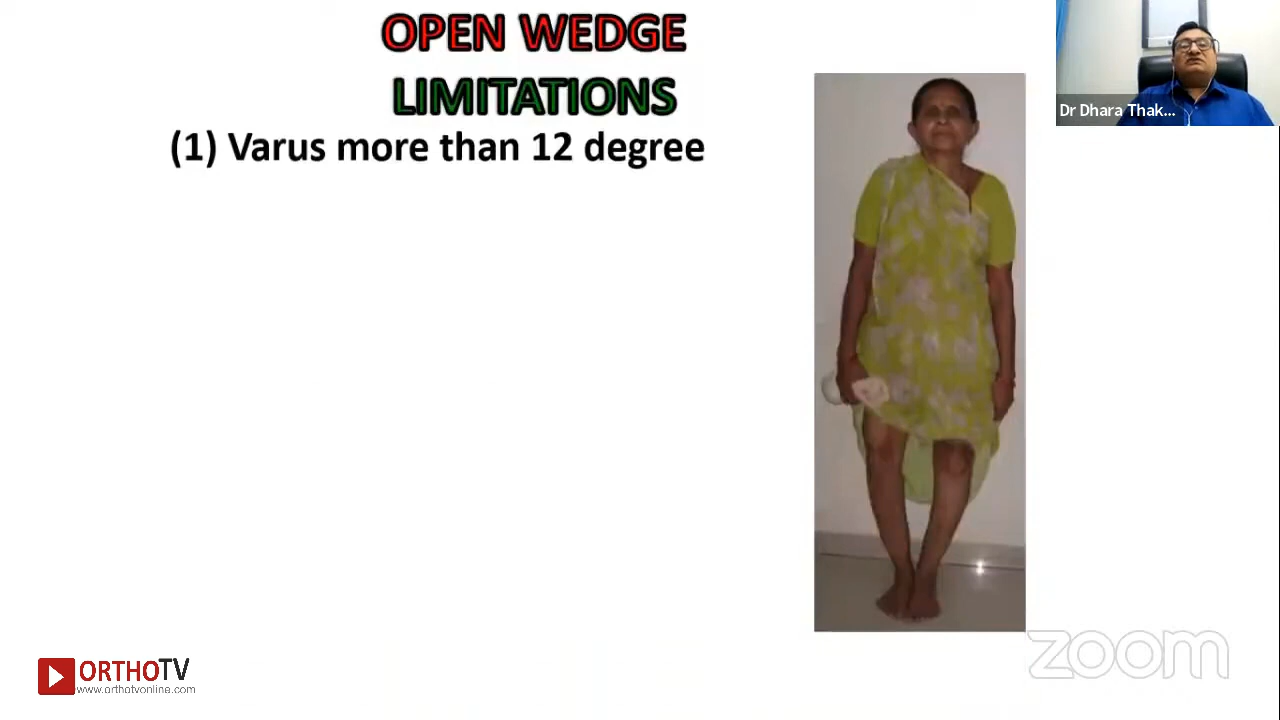 OPEN WEDGE
LIMITATIONS
(1) Varus more than 12 degree
Dr Dhara Thak...
ORTHOTV
www.orthotvonline.com
zoom